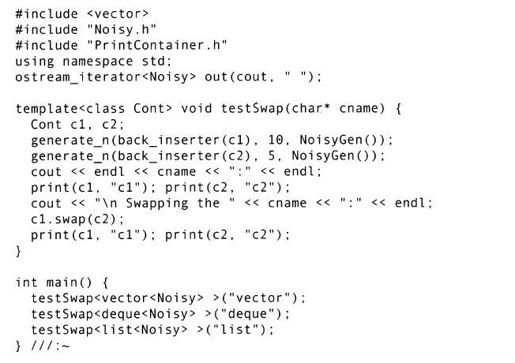 #include <vector>
#include "Noisy.h"
#include "PrintContainer.h"
using namespace std;
ostream_iterator<Noisy> out(cout, " ");

template<class Cont> void testSwap(char* cname) {
  Cont c1, c2;
  generate_n(back_inserter(c1), 10, NoisyGen());
  generate_n(back_inserter(c2), 5, NoisyGen());
  cout << endl << cname << ":" << endl;
  print(c1, "c1"); print(c2, "c2");
  cout << "\n Swapping the " << cname << ":" << endl;
  c1.swap(c2);
  print(c1, "c1"); print(c2, "c2");
}

int main() {
  testSwap<vector<Noisy> >("vector");
  testSwap<deque<Noisy> >("deque");
  testSwap<list<Noisy> >("list");
} ///:~